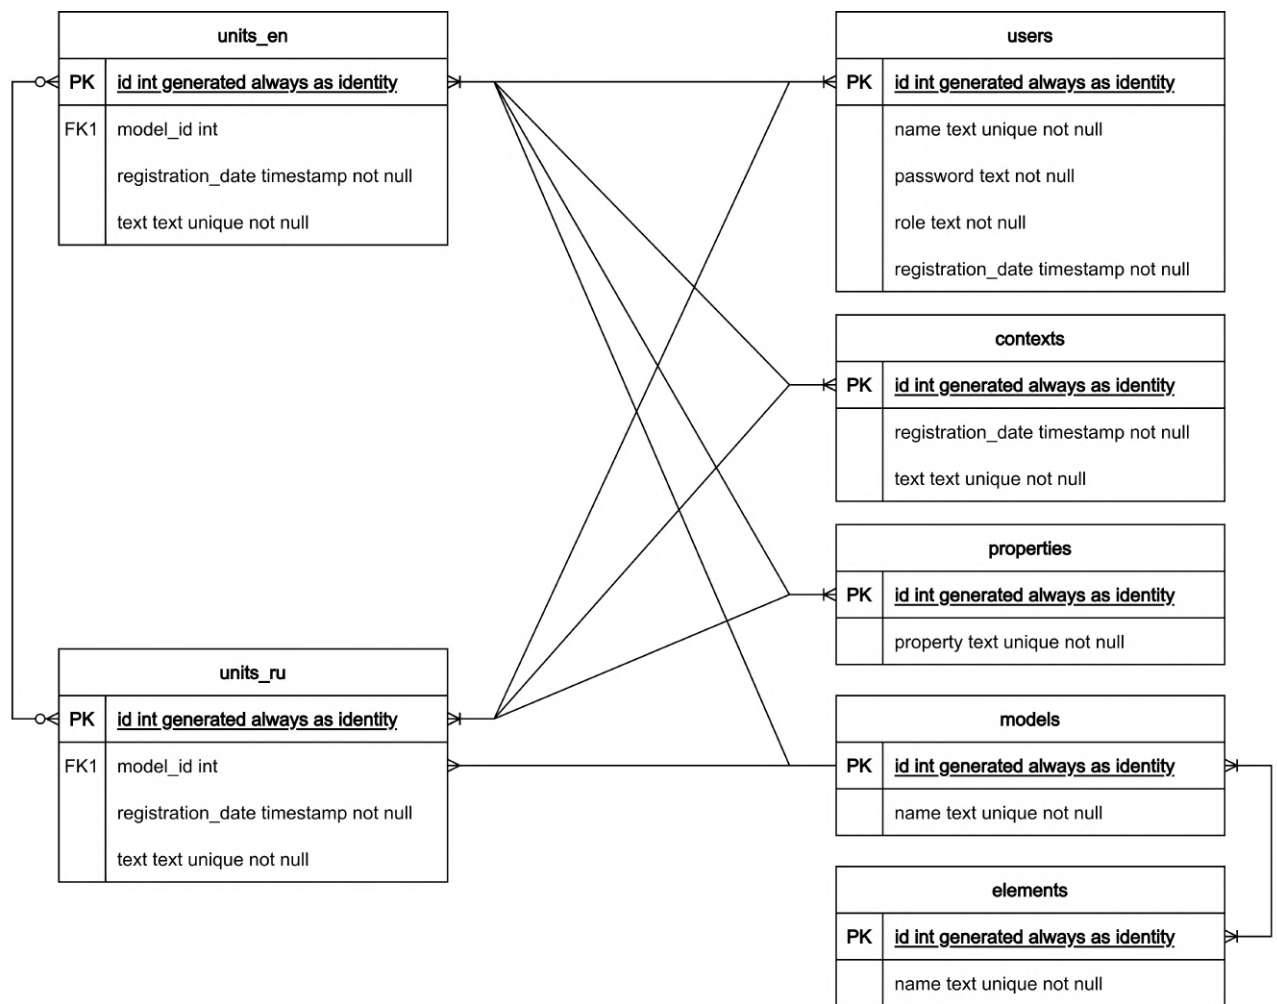 units_en
PK id int generated always as identity
FK1 model_id int
registration_date timestamp not null
text text unique not null
users
PK id int generated always as identity
name text unique not null
password text not null
role text not null
registration_date timestamp not null
contexts
PK id int generated always as identity
registration_date timestamp not null
text text unique not null
properties
PK id int generated always as identity
property text unique not null
units_ru
PK id int generated always as identity
FK1 model_id int
registration_date timestamp not null
text text unique not null
models
PK id int generated always as identity
name text unique not null
elements
PK id int generated always as identity
name text unique not null